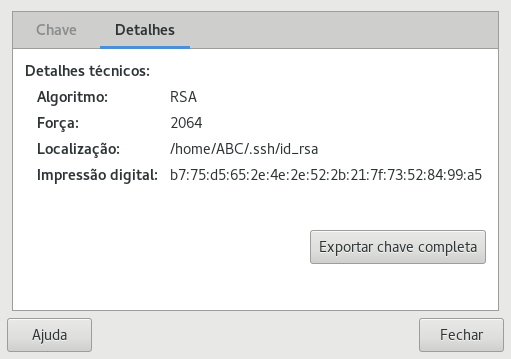 Chave Detalhes
Detalhes técnicos:
Algoritmo: RSA
Força: 2064
Localização: /home/ABC/.ssh/id_rsa
Impressão digital: b7:75:d5:65:2e:4e:2e:52:2b:21:7f:73:52:84:99:a5
Exportar chave completa
Ajuda Fechar